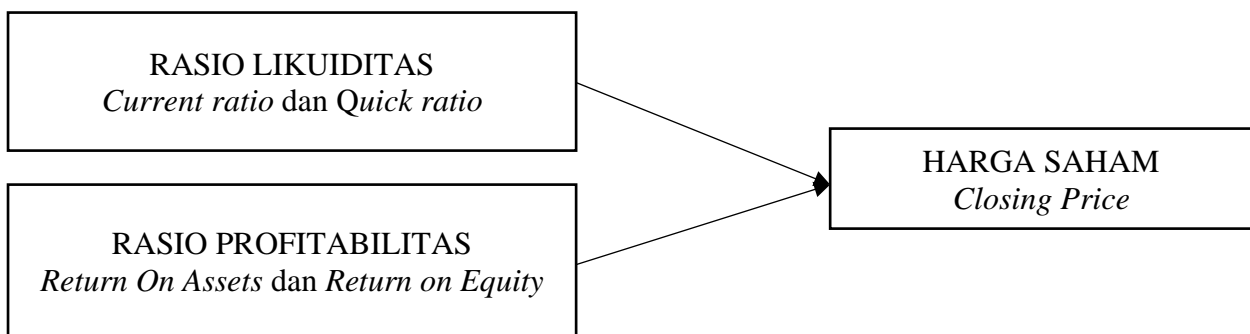 RASIO LIKUIDITAS
Current ratio dan Quick ratio
RASIO PROFITABILITAS
Return On Assets dan Return on Equity
HARGA SAHAM
Closing Price